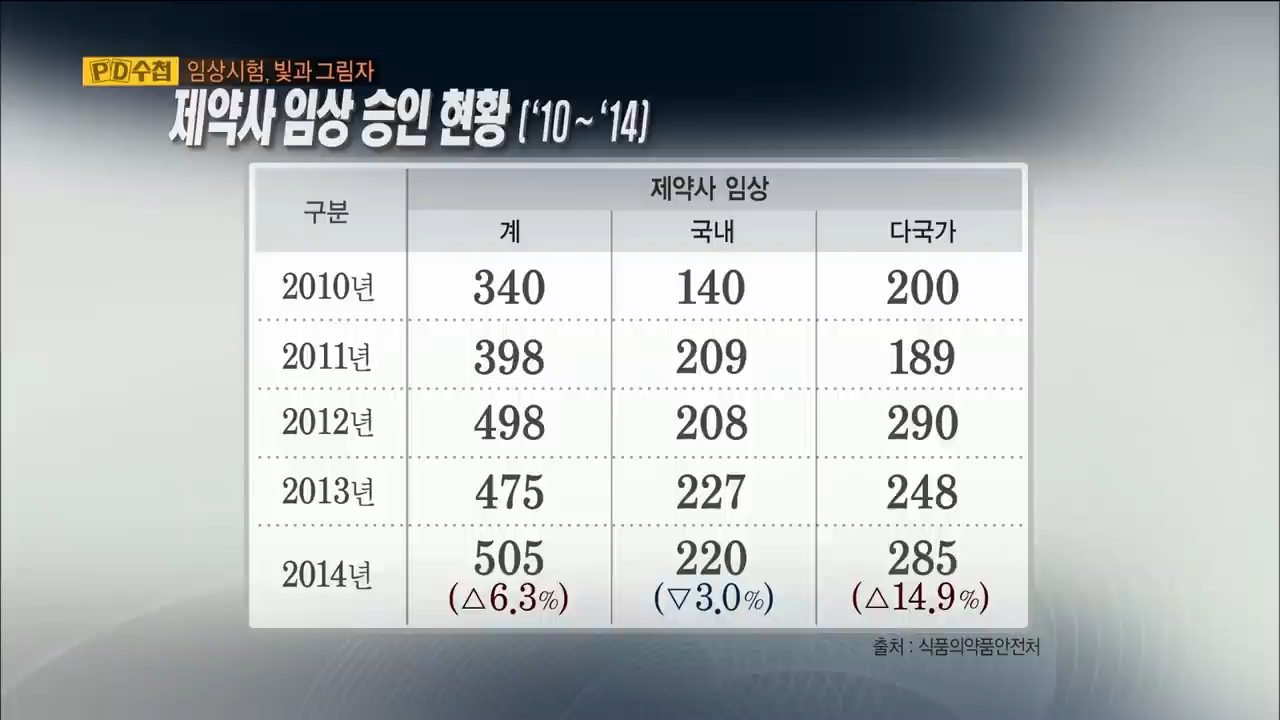 PD수첩 임상시험, 빛과 그림자
제약사 임상 승인 현황 (‘10 ~ ‘14)
구분 제약사 임상
계 국내 다국가
2010년 340 140 200
2011년 398 209 189
2012년 498 208 290
2013년 475 227 248
2014년 505 220 285
(△6.3%) (▽3.0%) (△14.9%)
출처 : 식품의약품안전처